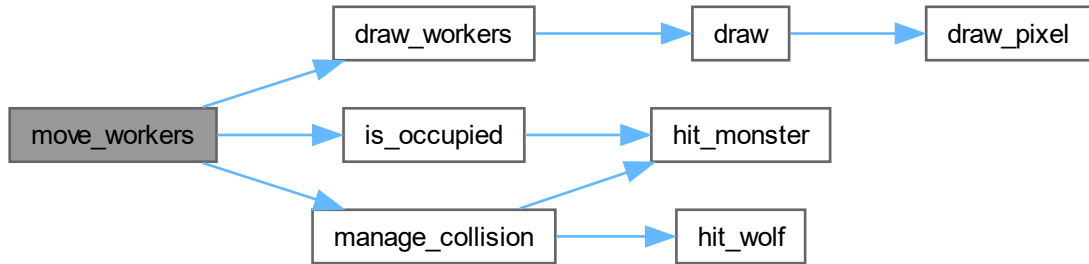 draw_workers
draw
draw_pixel
move_workers
is_occupied
hit_monster
manage_collision
hit_wolf